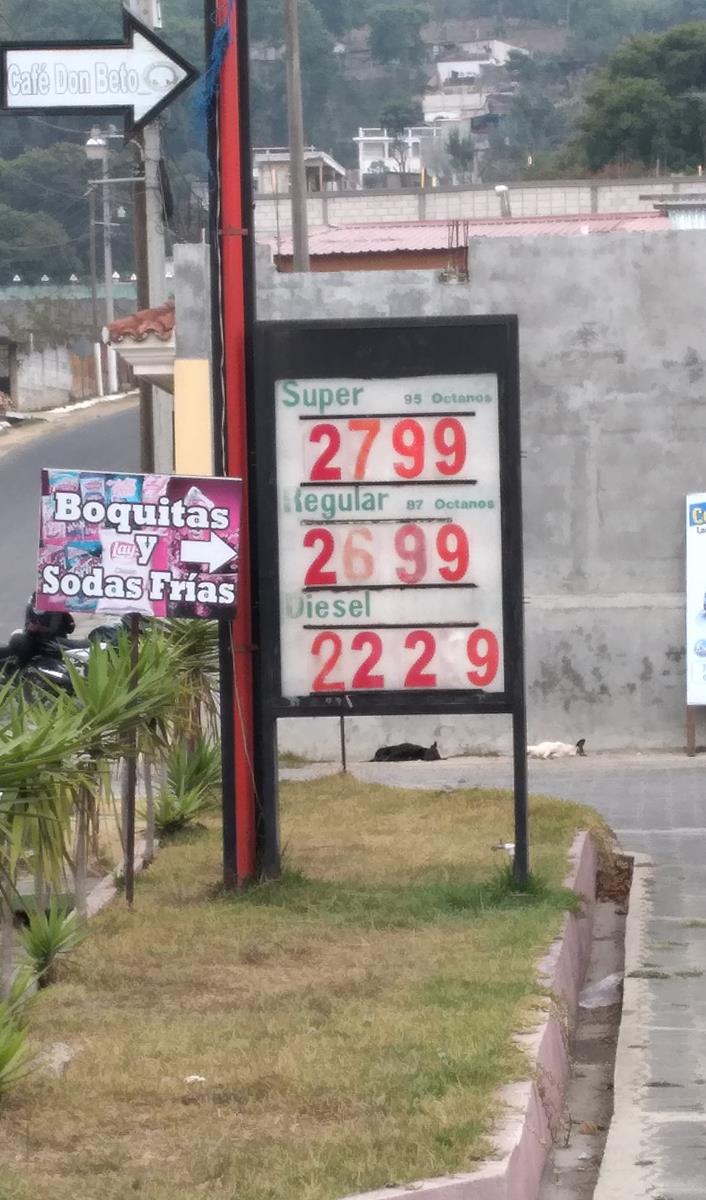 Café Don Beto
Super 95 Octanos
2799
Regular 87 Octanos
2699
Diesel
2229
Boquitas
y
Sodas Frías